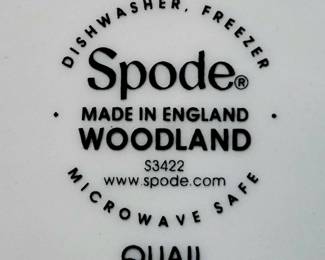 DISHWASHER, FREEZER
Spode®
· MADE IN ENGLAND ·
WOODLAND
S3422
www.spode.com
MICROWAVE SAFE
QUAIL